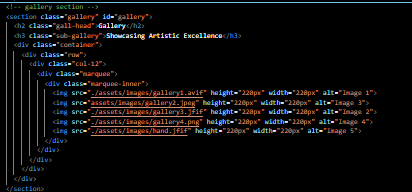 <!-- gallery section -->
<section class="gallery" id="gallery">
<h2 class="gall-head">Gallery</h2>
<h3 class="sub-gallery">Showcasing Artistic Excellence</h3>
<div class="container">
<div class="row">
<div class="col-12">
<div class="marquee">
<div class="marquee-inner">
<img src="./assets/images/gallery1.avif" height="220px" width="220px" alt="Image 1">
<img src="assets/images/gallery2.jpeg" height="220px" width="220px" alt="Image 3">
<img src="./assets/images/gallery3.jfif" height="220px" width="220px" alt="Image 2">
<img src="./assets/images/gallery4.png" height="220px" width="220px" alt="Image 4">
<img src="./assets/images/hand.jfif" height="220px" width="220px" alt="Image 5">
</div>
</div>
</div>
</div>
</div>
</section>